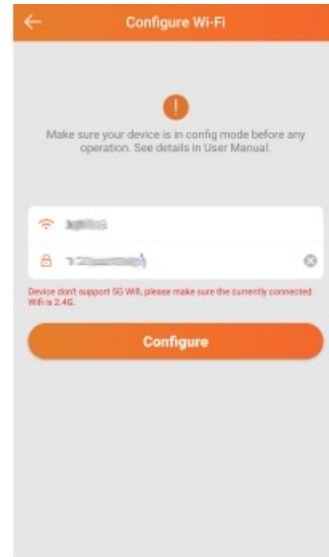 Configure Wi-Fi
Make sure your device is in config mode before any
operation. See details in User Manual.
Device don't support 5G Wifi, please make sure the currently connected
Wifi is 2.4G.
Configure